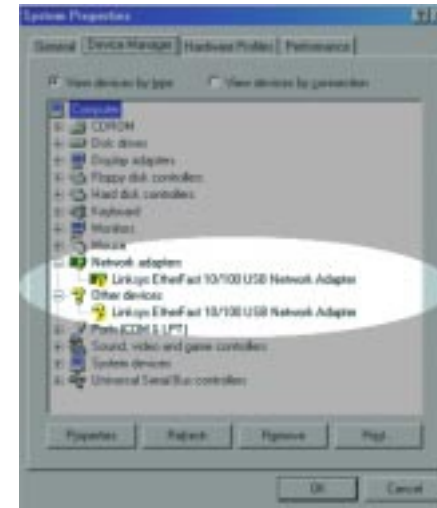 System Properties
General Device Manager Hardware Profiles Performance
View devices by type View devices by connection
Computer
CDROM
Disk drives
Display adapters
Floppy disk controllers
Hard disk controllers
Keyboard
Monitors
Mouse
Network adapters
Linksys EtherFast 10/100 USB Network Adapter
Other devices
Linksys EtherFast 10/100 USB Network Adapter
Ports (COM & LPT)
Sound, video and game controllers
System devices
Universal Serial Bus controllers
Properties Refresh Remove Print...
OK Cancel